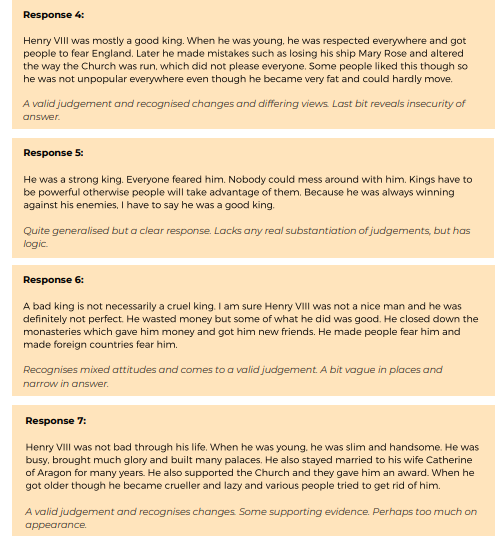 Response 4:
Henry VIII was mostly a good king. When he was young, he was respected everywhere and got
people to fear England. Later he made mistakes such as losing his ship Mary Rose and altered
the way the Church was run, which did not please everyone. Some people liked this though so
he was not unpopular everywhere even though he became very fat and could hardly move.
A valid judgement and recognised changes and differing views. Last bit reveals insecurity of
answer.
Response 5:
He was a strong king. Everyone feared him. Nobody could mess around with him. Kings have to
be powerful otherwise people will take advantage of them. Because he was always winning
against his enemies, I have to say he was a good king.
Quite generalised but a clear response. Lacks any real substantiation of judgements, but has
logic.
Response 6:
A bad king is not necessarily a cruel king. I am sure Henry VIII was not a nice man and he was
definitely not perfect. He wasted money but some of what he did was good. He closed down the
monasteries which gave him money and got him new friends. He made people fear him and
made foreign countries fear him.
Recognises mixed attitudes and comes to a valid judgement. A bit vague in places and
narrow in answer.
Response 7:
Henry VIII was not bad through his life. When he was young, he was slim and handsome. He was
busy, brought much glory and built many palaces. He also stayed married to his wife Catherine
of Aragon for many years. He also supported the Church and they gave him an award. When he
got older though he became crueller and lazy and various people tried to get rid of him.
A valid judgement and recognises changes. Some supporting evidence. Perhaps too much on
appearance.